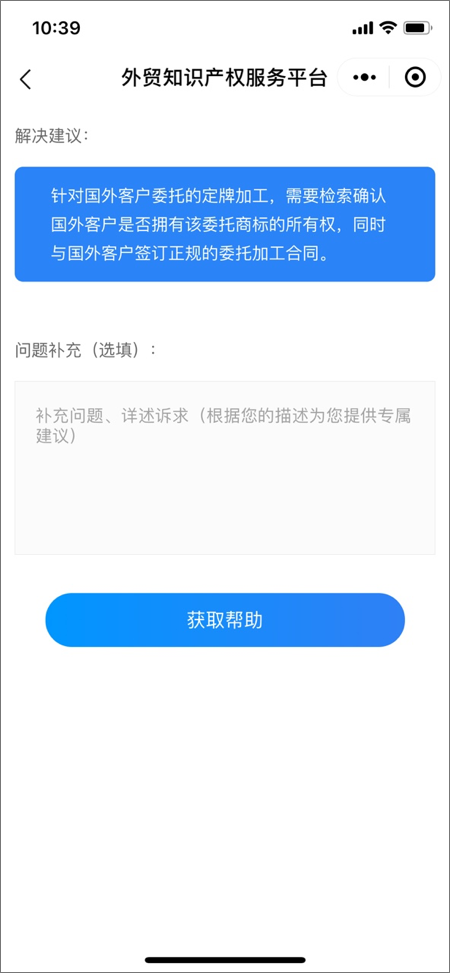 10:39
外贸知识产权服务平台
解决建议：
针对国外客户委托的定牌加工，需要检索确认
国外客户是否拥有该委托商标的所有权，同时
与国外客户签订正规的委托加工合同。
问题补充（选填）：
补充问题、详述诉求（根据您的描述为您提供专属
建议）
获取帮助